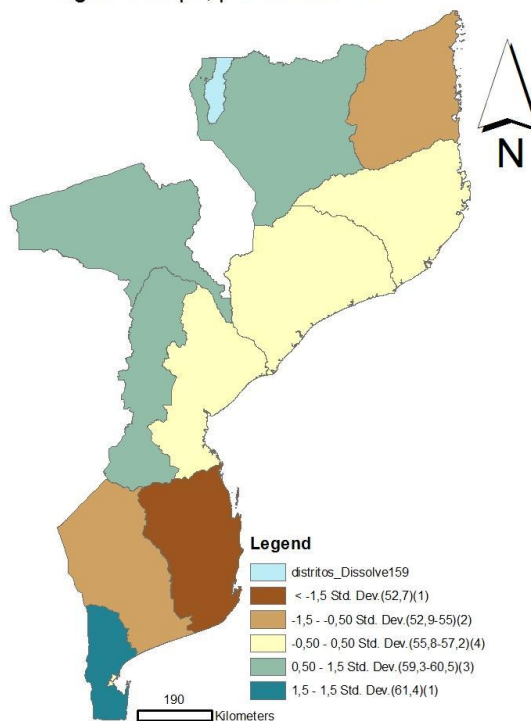 N
Legend
distritos_Dissolve159
< -1,5 Std. Dev.(52,7)(1)
-1,5 - -0,50 Std. Dev.(52,9-55)(2)
-0,50 - 0,50 Std. Dev.(55,8-57,2)(4)
0,50 - 1,5 Std. Dev.(59,3-60,5)(3)
1,5 - 1,5 Std. Dev.(61,4)(1)
190
Kilometers